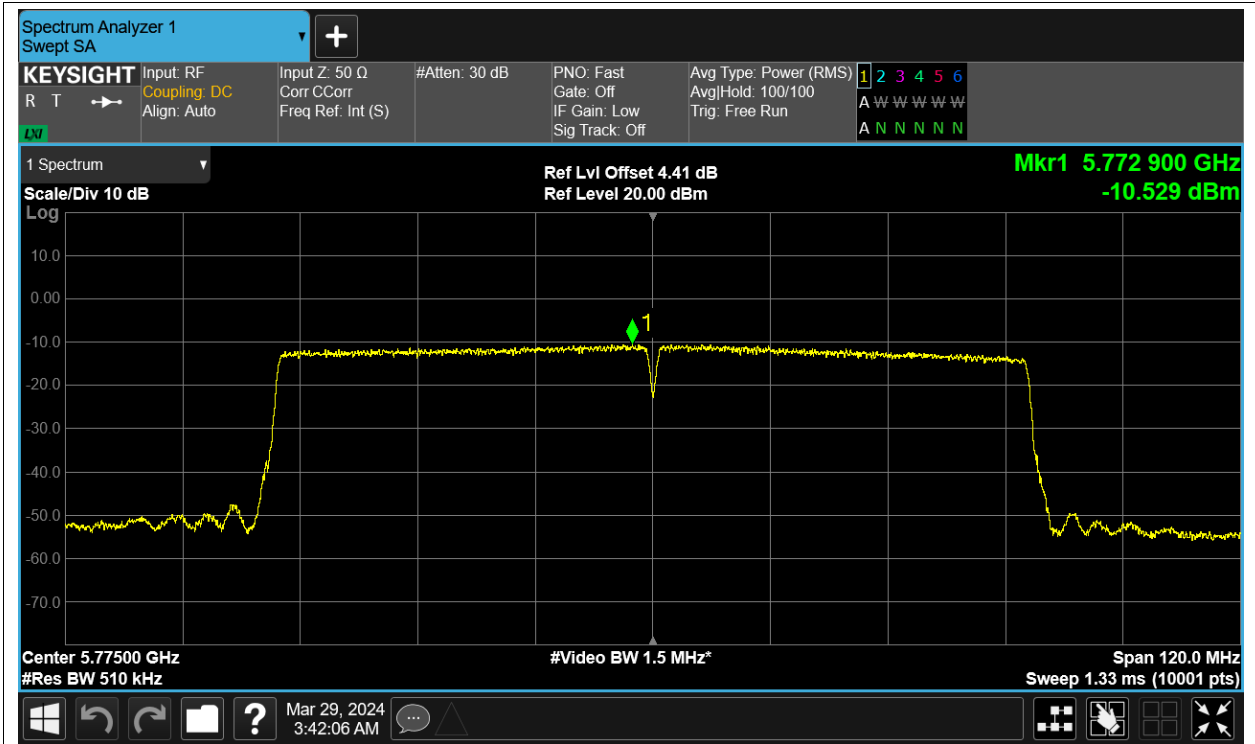 Spectrum Analyzer 1
Swept SA
KEYSIGHT
R T
LXI
Input: RF
Coupling: DC
Align: Auto
Input Z: 50 Ω
Corr CCorr
Freq Ref: Int (S)
#Atten: 30 dB
PNO: Fast
Gate: Off
IF Gain: Low
Sig Track: Off
Avg Type: Power (RMS)
Avg|Hold: 100/100
Trig: Free Run
1 2 3 4 5 6
A W W W W W
A N N N N N
1 Spectrum
Scale/Div 10 dB
Log
Ref Lvl Offset 4.41 dB
Ref Level 20.00 dBm
Mkr1 5.772 900 GHz
-10.529 dBm
1
10.0
0.00
-10.0
-20.0
-30.0
-40.0
-50.0
-60.0
-70.0
Center 5.77500 GHz
#Res BW 510 kHz
#Video BW 1.5 MHz*
Span 120.0 MHz
Sweep 1.33 ms (10001 pts)
?
Mar 29, 2024
3:42:06 AM